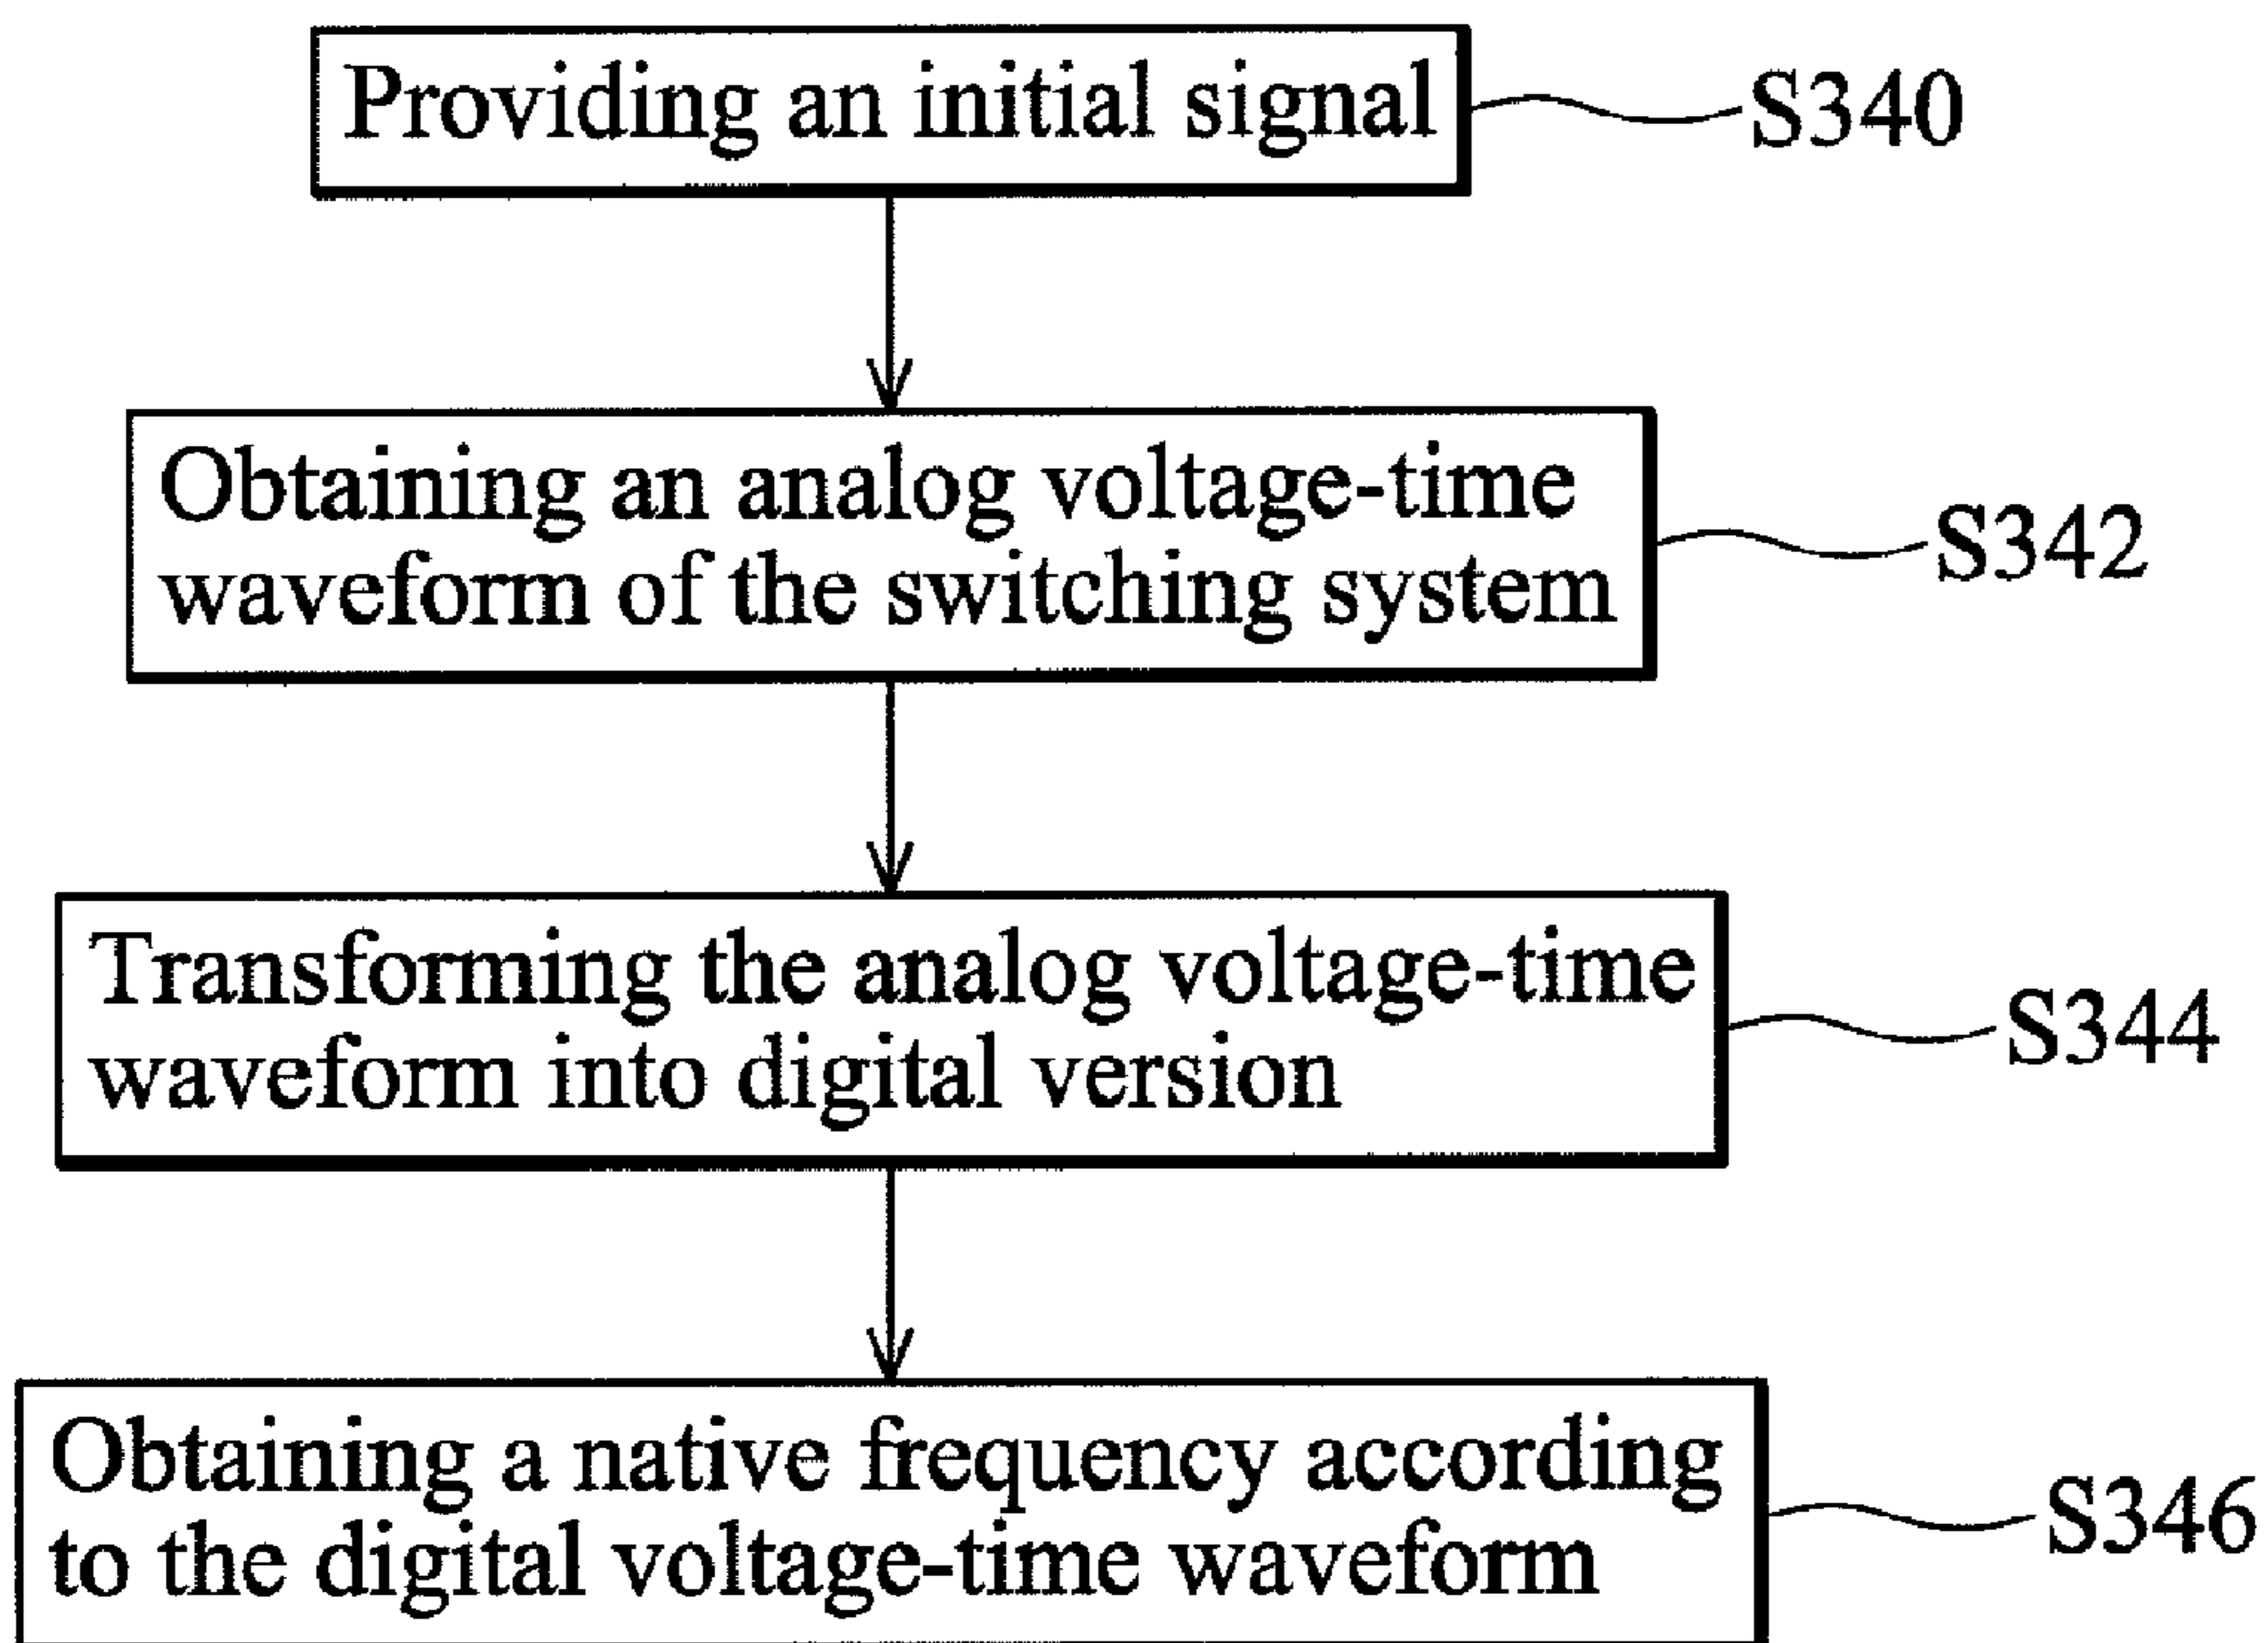 Providing an initial signal
S340
Obtaining an analog voltage-time
waveform of the switching system
S342
Transforming the analog voltage-time
waveform into digital version
S344
Obtaining a native frequency according
to the digital voltage-time waveform
S346